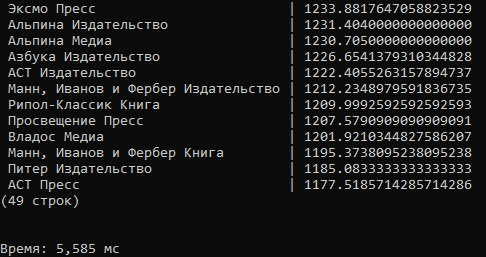 Эксмо Пресс | 1233.8817647058823529
Альпина Издательство | 1231.4040000000000000
Альпина Медиа | 1230.7050000000000000
Азбука Издательство | 1226.6541379310344828
АСТ Издательство | 1222.4055263157894737
Манн, Иванов и Фербер Издательство | 1212.2348979591836735
Рипол-Классик Книга | 1209.9992592592592593
Просвещение Пресс | 1207.5790909090909091
Владос Медиа | 1201.9210344827586207
Манн, Иванов и Фербер Книга | 1195.3738095238095238
Питер Издательство | 1185.0833333333333333
АСТ Пресс | 1177.5185714285714286
(49 строк)
Время: 5,585 мс